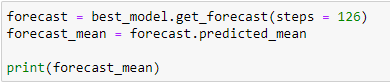 forecast = best_model.get_forecast(steps = 126)
forecast_mean = forecast.predicted_mean
print(forecast_mean)